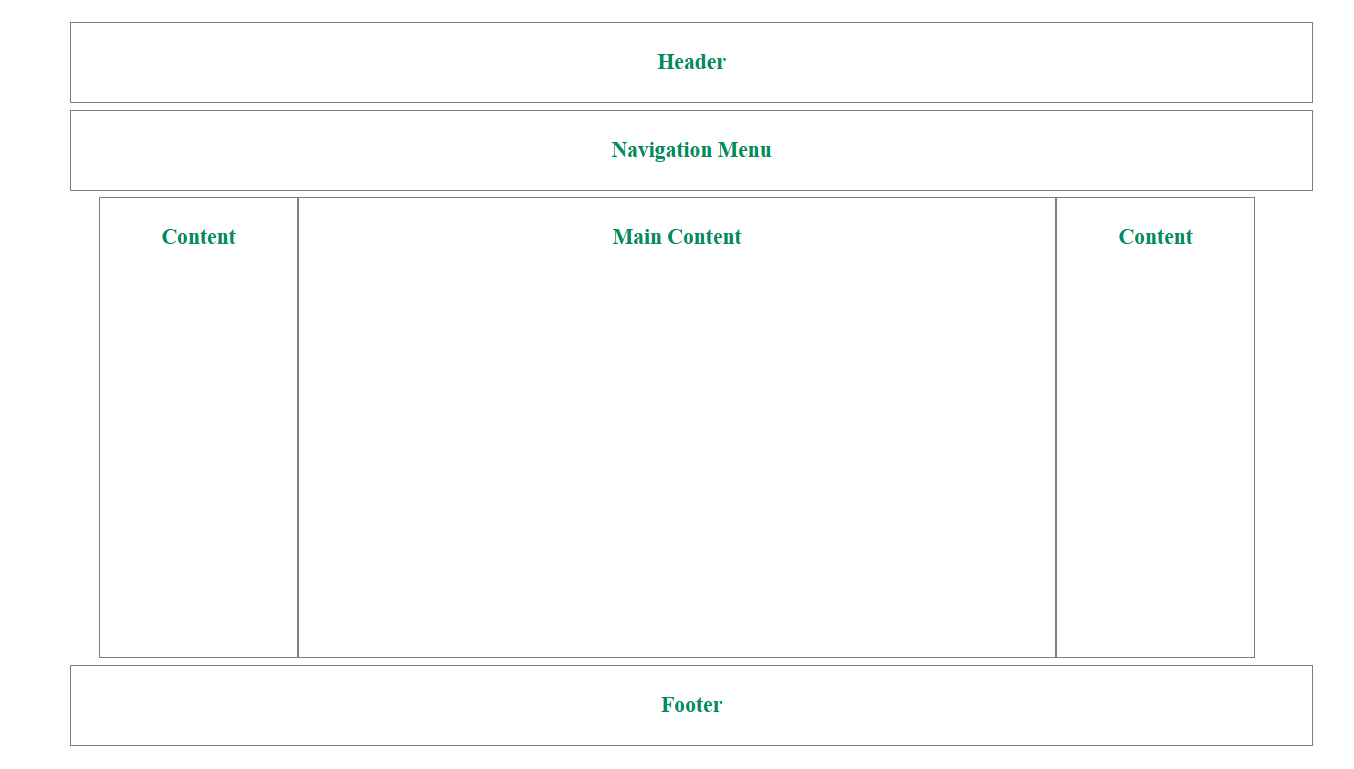 Header
Navigation Menu
Content
Main Content
Content
Footer